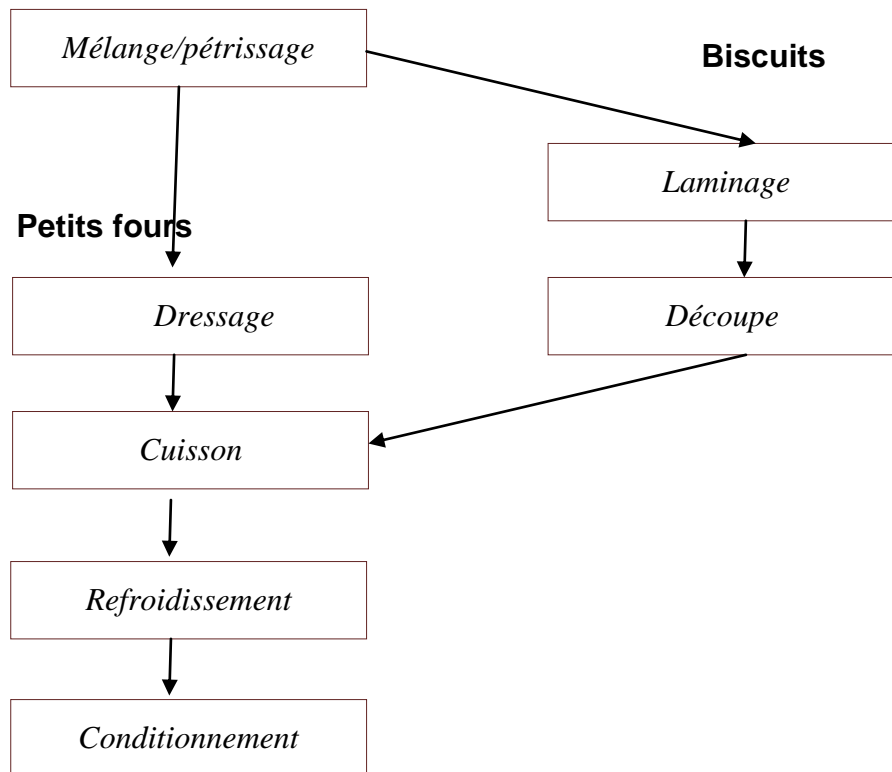 Mélange/pétrissage
Biscuits
Laminage
Petits fours
Dressage
Découpe
Cuisson
Refroidissement
Conditionnement